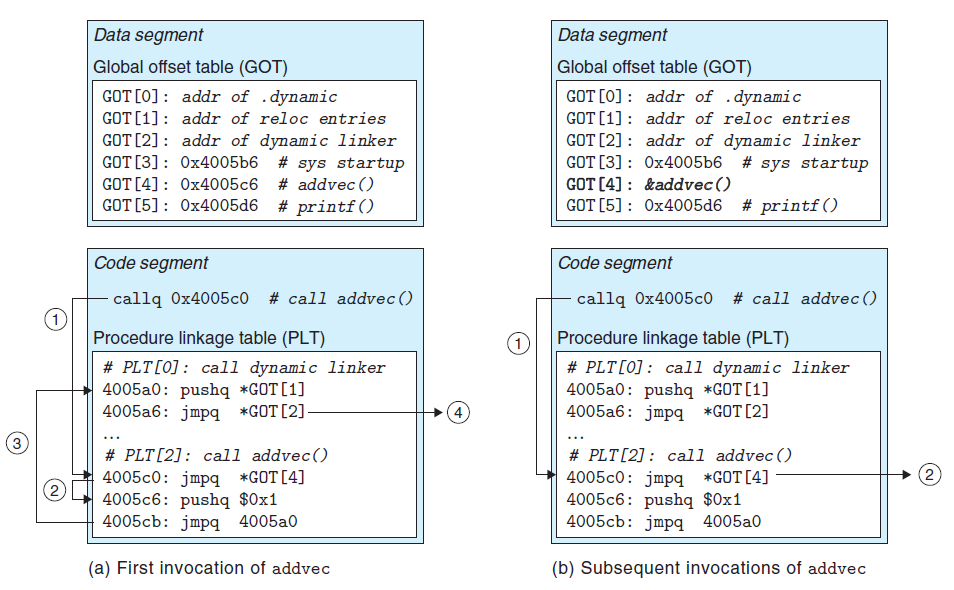 Data segment
Global offset table (GOT)
GOT[0]: addr of .dynamic
GOT[1]: addr of reloc entries
GOT[2]: addr of dynamic linker
GOT[3]: 0x4005b6 # sys startup
GOT[4]: 0x4005c6 # addvec()
GOT[5]: 0x4005d6 # printf()
Code segment
callq 0x4005c0 # call addvec()
1
Procedure linkage table (PLT)
# PLT[0]: call dynamic linker
4005a0: pushq *GOT[1]
4005a6: jmpq *GOT[2]
4
...
3
# PLT[2]: call addvec()
4005c0: jmpq *GOT[4]
2
4005c6: pushq $0x1
4005cb: jmpq 4005a0
(a) First invocation of addvec
Data segment
Global offset table (GOT)
GOT[0]: addr of .dynamic
GOT[1]: addr of reloc entries
GOT[2]: addr of dynamic linker
GOT[3]: 0x4005b6 # sys startup
GOT[4]: &addvec()
GOT[5]: 0x4005d6 # printf()
Code segment
callq 0x4005c0 # call addvec()
1
Procedure linkage table (PLT)
# PLT[0]: call dynamic linker
4005a0: pushq *GOT[1]
4005a6: jmpq *GOT[2]
...
# PLT[2]: call addvec()
4005c0: jmpq *GOT[4]
2
4005c6: pushq $0x1
4005cb: jmpq 4005a0
(b) Subsequent invocations of addvec